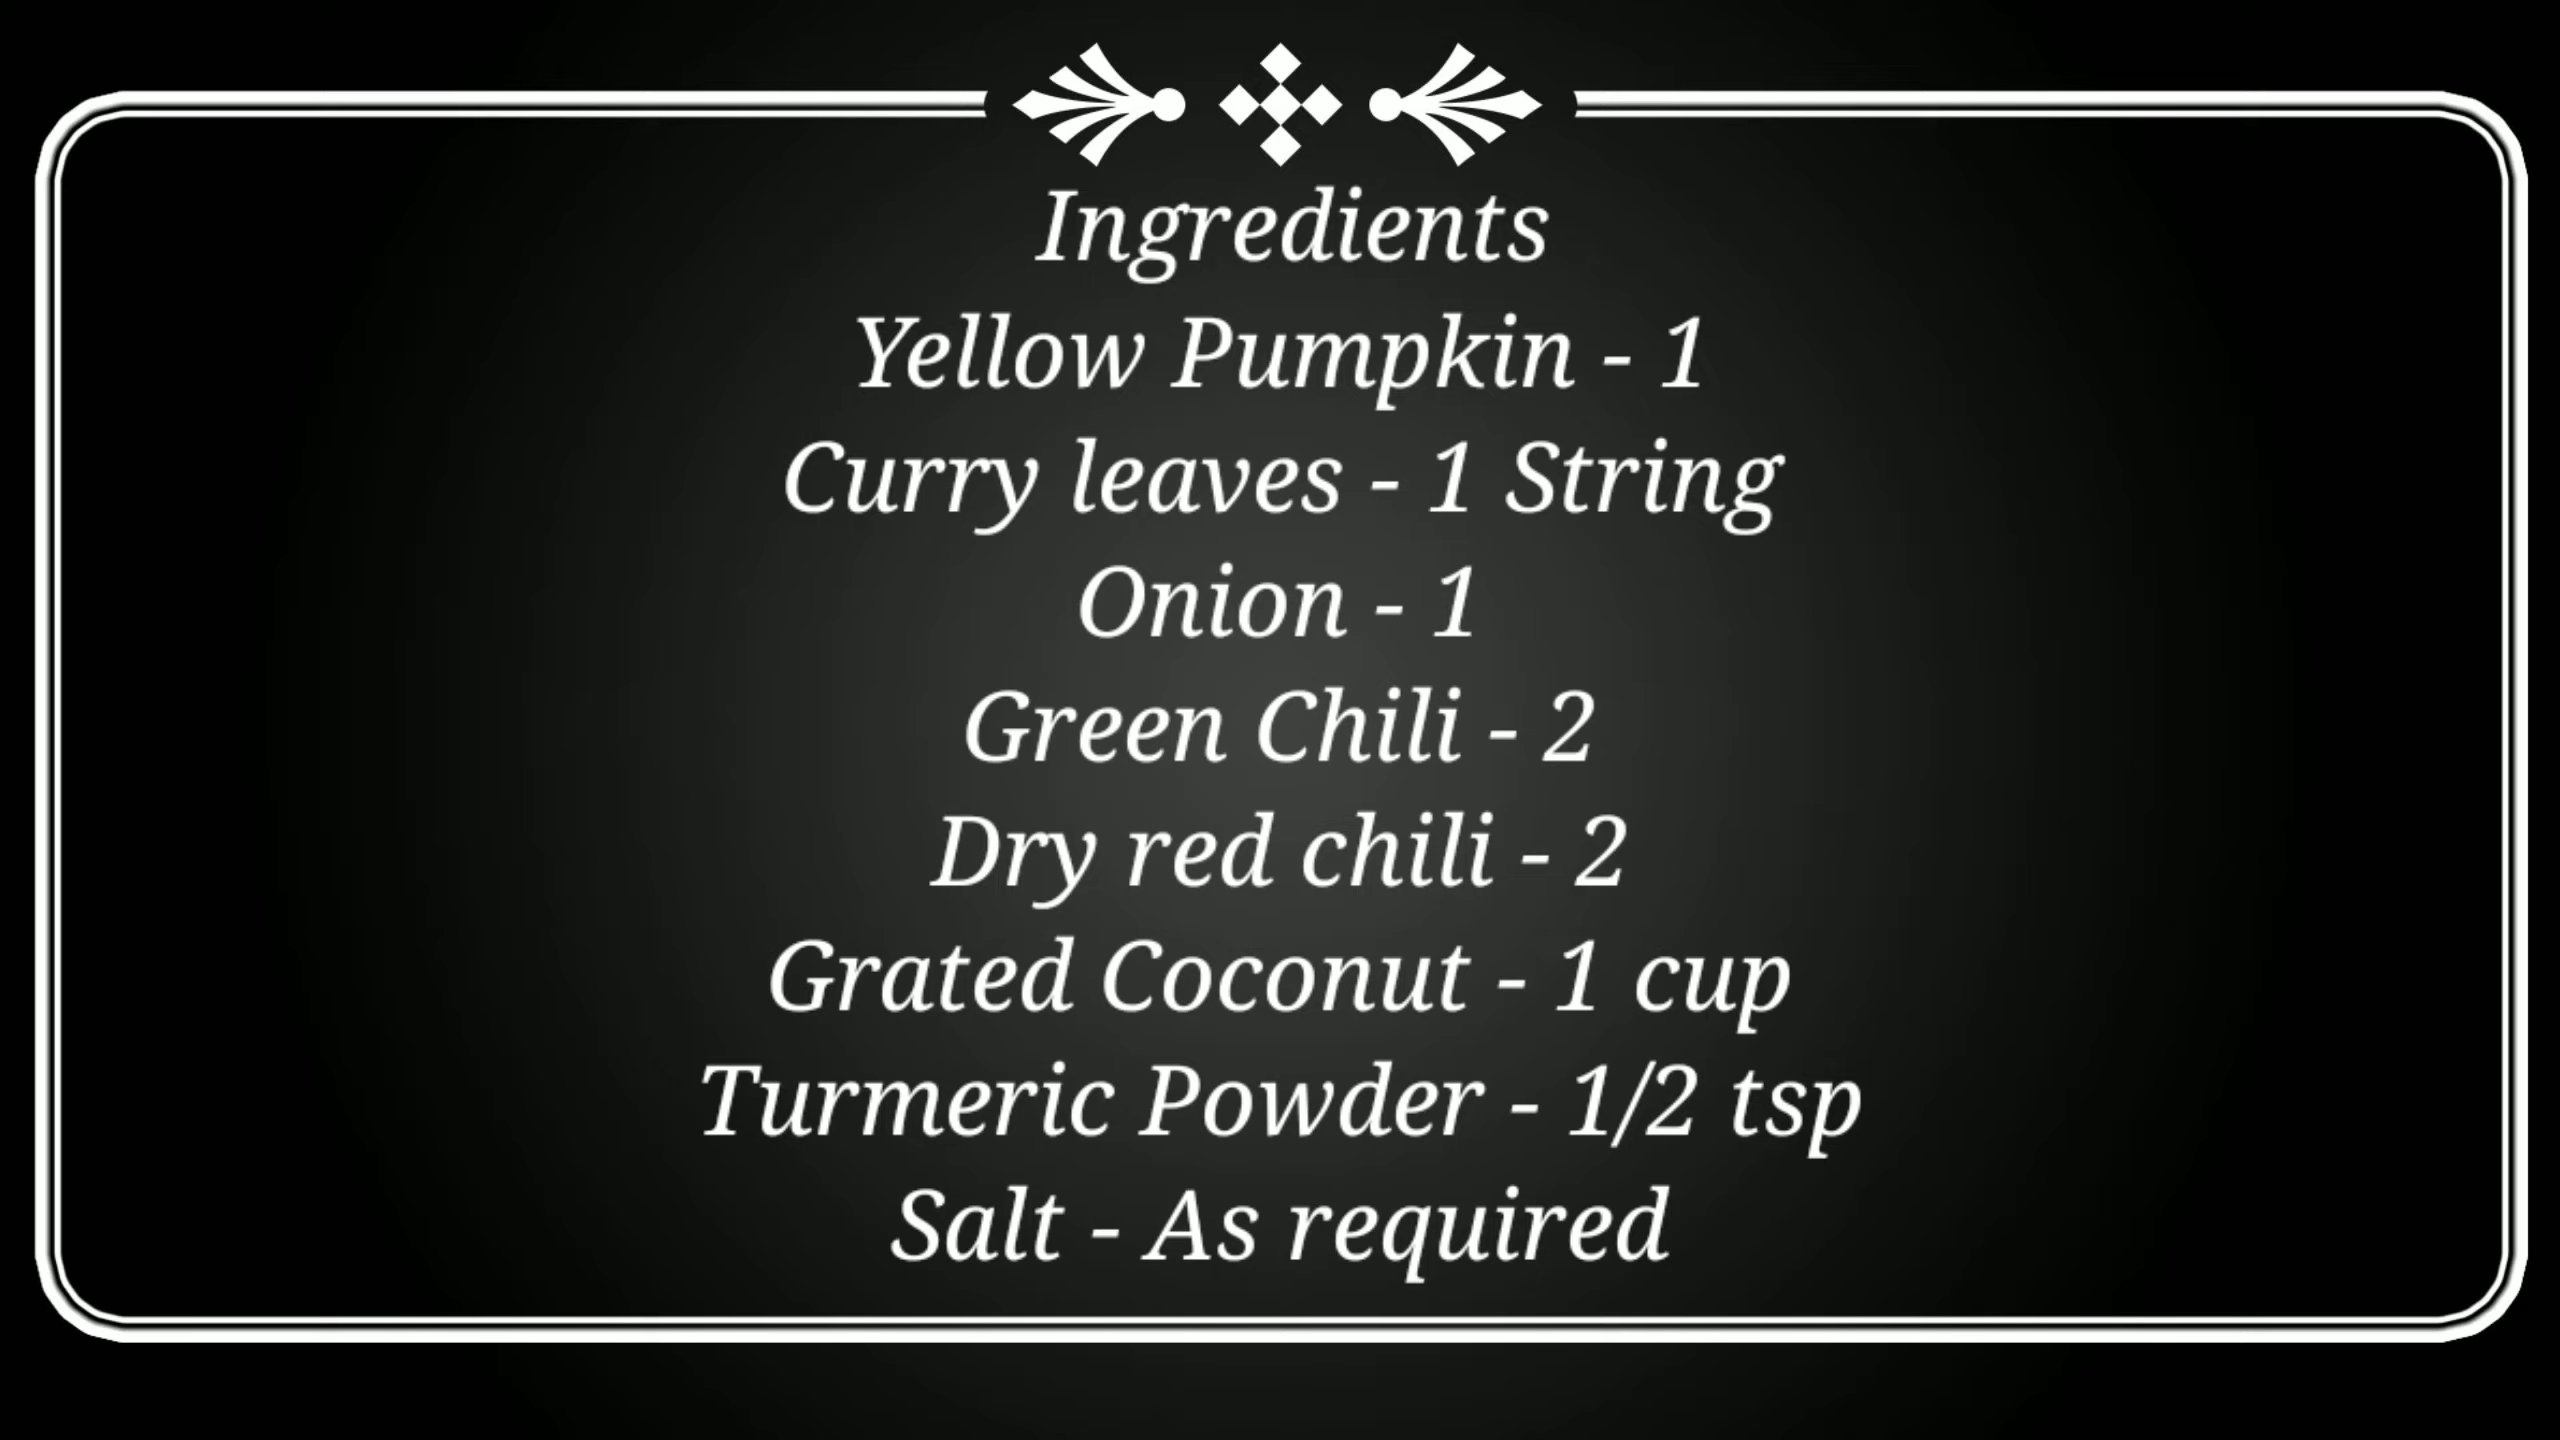 Ingredients
Yellow Pumpkin - 1
Curry leaves - 1 String
Onion - 1
Green Chili - 2
Dry red chili - 2
Grated Coconut - 1 cup
Turmeric Powder - 1/2 tsp
Salt - As required